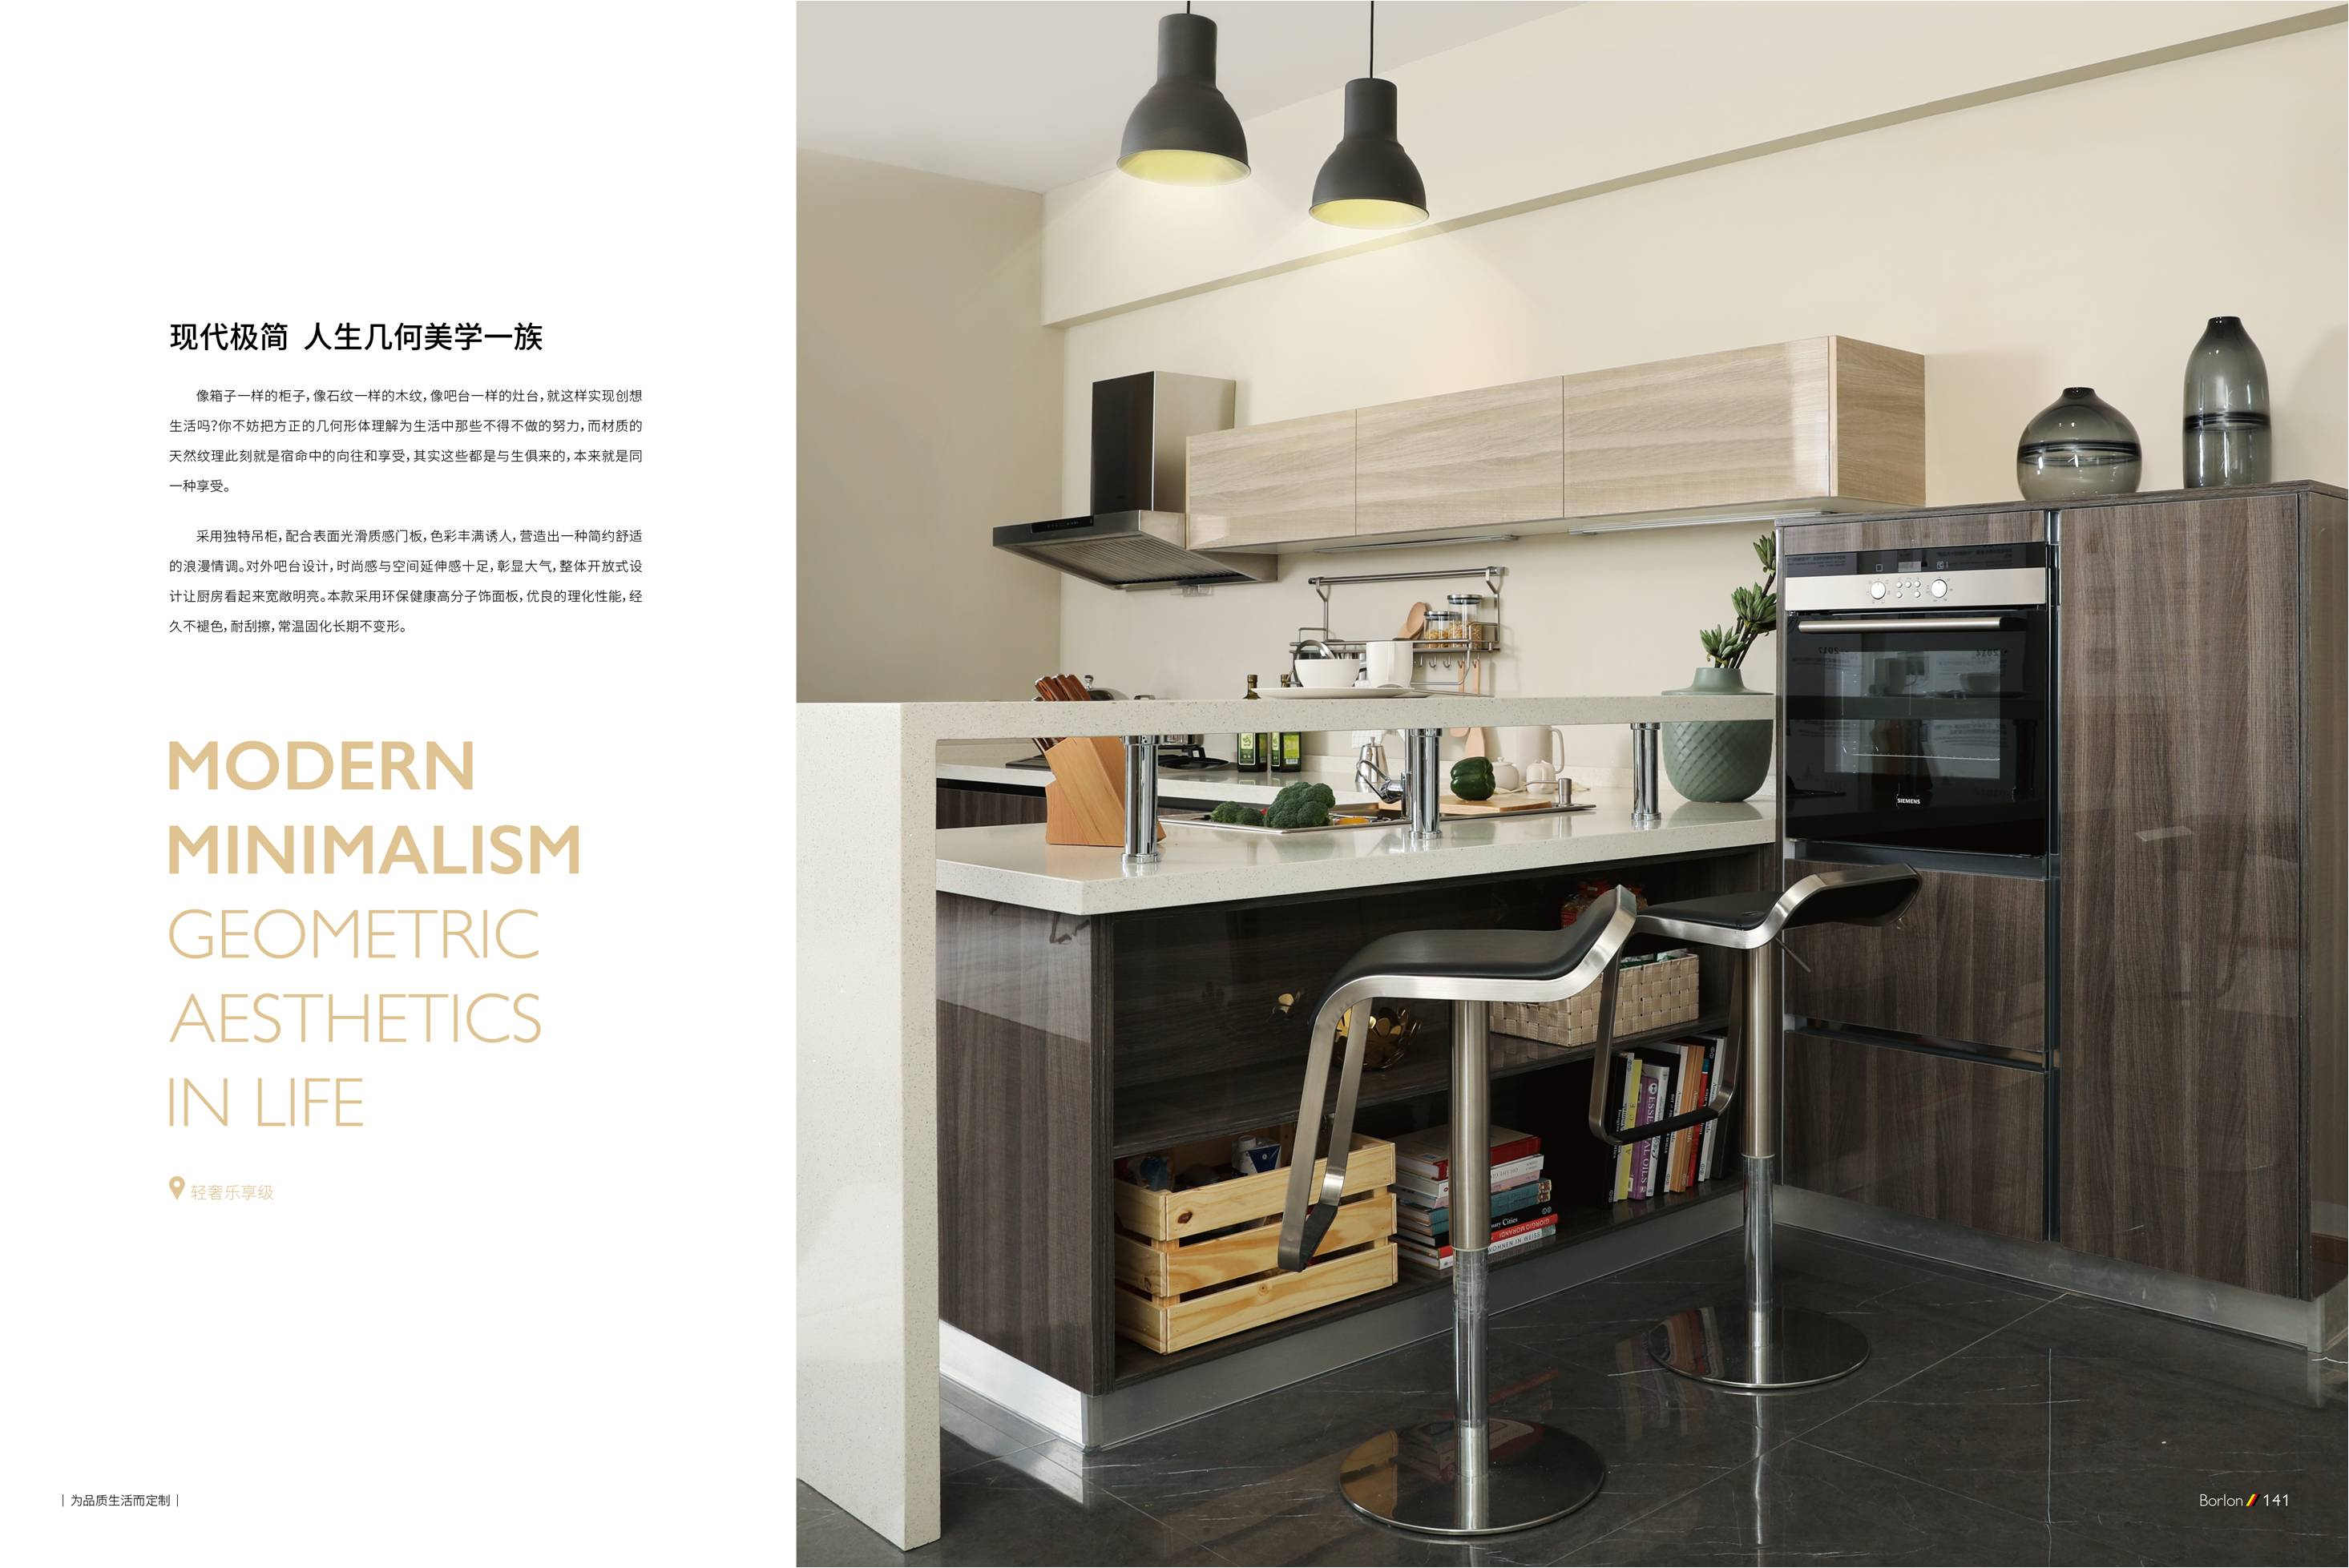 现代极简 人生几何美学一族
像箱子一样的柜子,像石纹一样的木纹,像吧台一样的灶台,就这样实现创想
生活吗?你不妨把方正的几何形体理解为生活中那些不得不做的努力,而材质的
天然纹理此刻就是宿命中的向往和享受,其实这些都是与生俱来的,本来就是同
一种享受。
采用独特吊柜,配合表面光滑质感门板,色彩丰满诱人,营造出一种简约舒适
的浪漫情调。对外吧台设计,时尚感与空间延伸感十足,彰显大气,整体开放式设
计让厨房看起来宽敞明亮。本款采用环保健康高分子饰面板,优良的理化性能,经
久不褪色,耐刮擦,常温固化长期不变形。
MODERN
MINIMALISM
GEOMETRIC
AESTHETICS
IN LIFE
轻奢乐享级
SIEMENS
ESSENTIAL OILS
GIORGIO MORANDI
WOHNEN IN WEISS
| 为品质生活而定制 |
Borlon 141